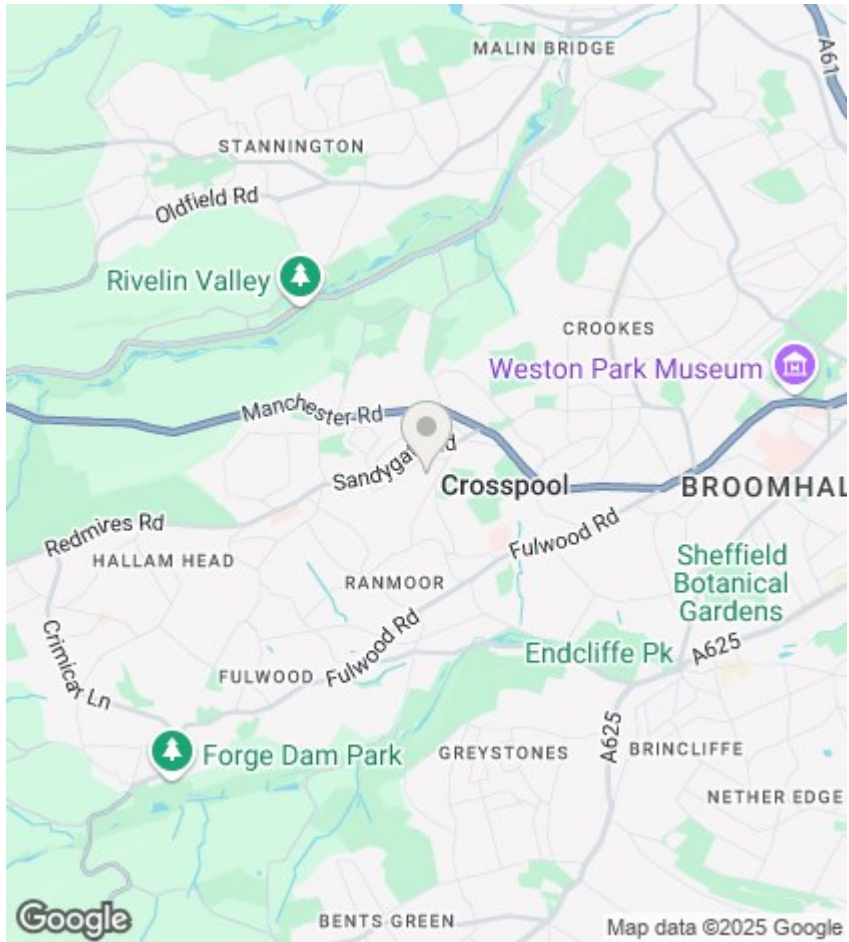 MALIN BRIDGE
A61
STANNINGTON
Oldfield Rd
Rivelin Valley
CROOKES
Weston Park Museum
Manchester Rd
Sandygate Rd
Crosspool
BROOMHAL
Redmires Rd
Fulwood Rd
HALLAM HEAD
RANMOOR
Sheffield
Botanical
Gardens
Crimicar Ln
Fulwood Rd
Endcliffe Pk
A625
FULWOOD
A625
Forge Dam Park
GREYSTONES
BRINCLIFFE
NETHER EDGE
Google
BENTS GREEN
Map data ©2025 Google